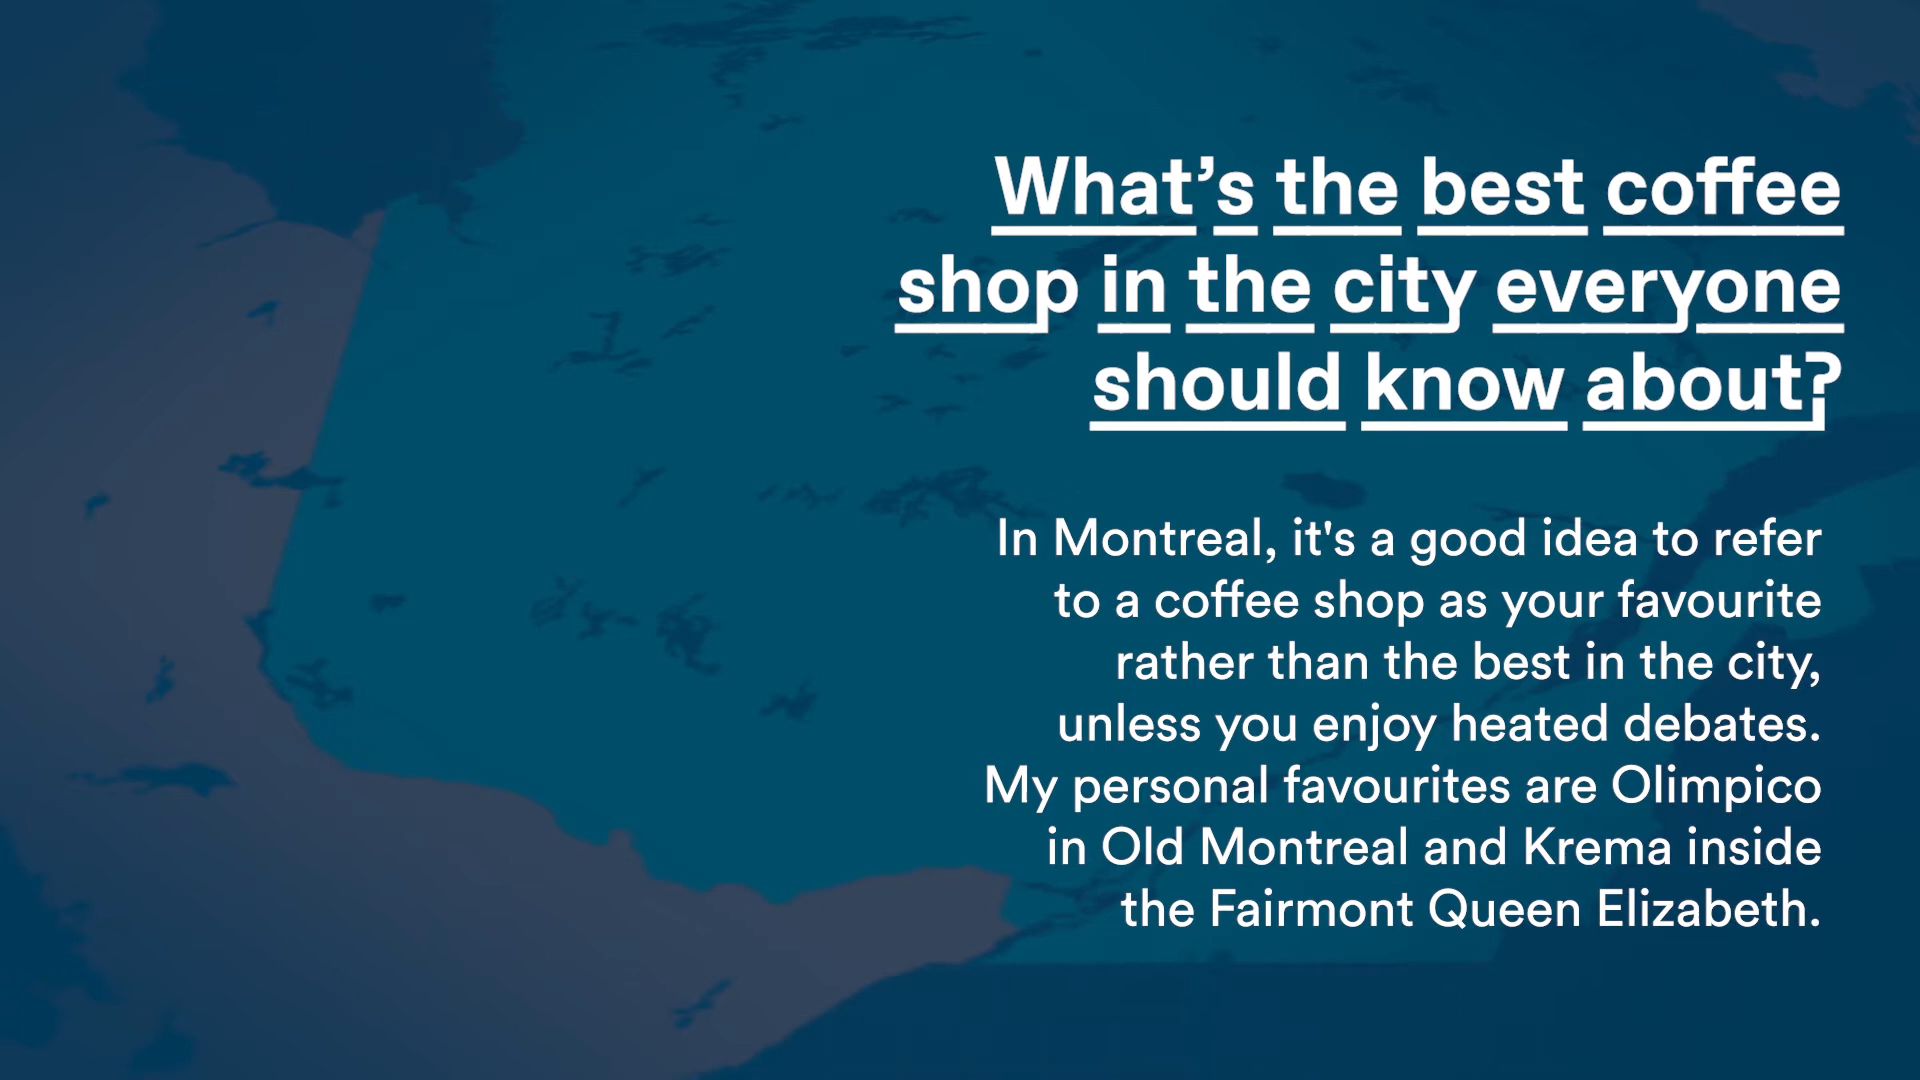 What’s the best coffee
shop in the city everyone
should know about?
In Montreal, it's a good idea to refer
to a coffee shop as your favourite
rather than the best in the city,
unless you enjoy heated debates.
My personal favourites are Olimpico
in Old Montreal and Krema inside
the Fairmont Queen Elizabeth.